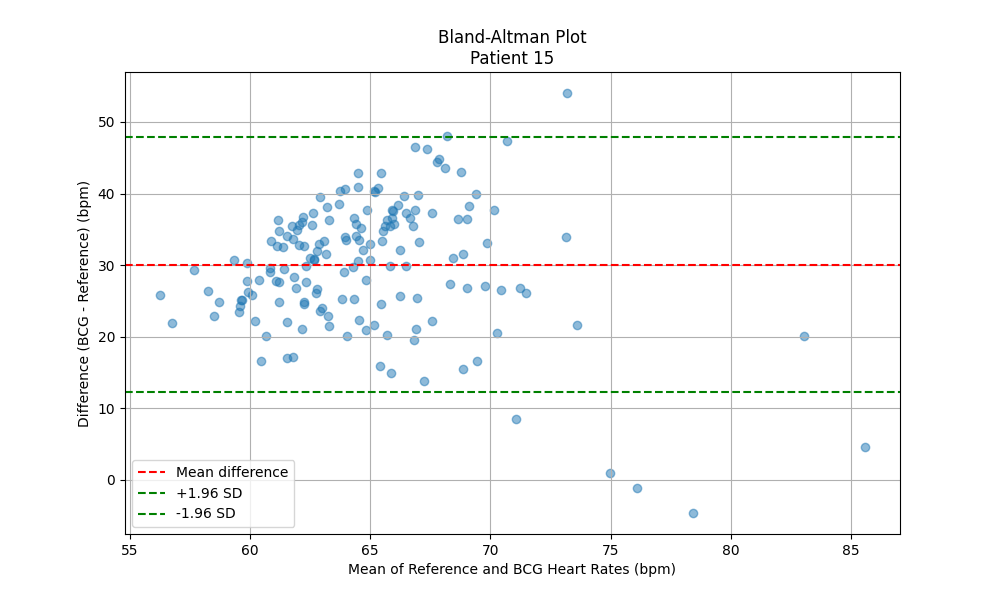 Bland-Altman Plot
Patient 15
Difference (BCG - Reference) (bpm)
50
40
30
20
10
0
Mean difference
+1.96 SD
-1.96 SD
55 60 65 70 75 80 85
Mean of Reference and BCG Heart Rates (bpm)